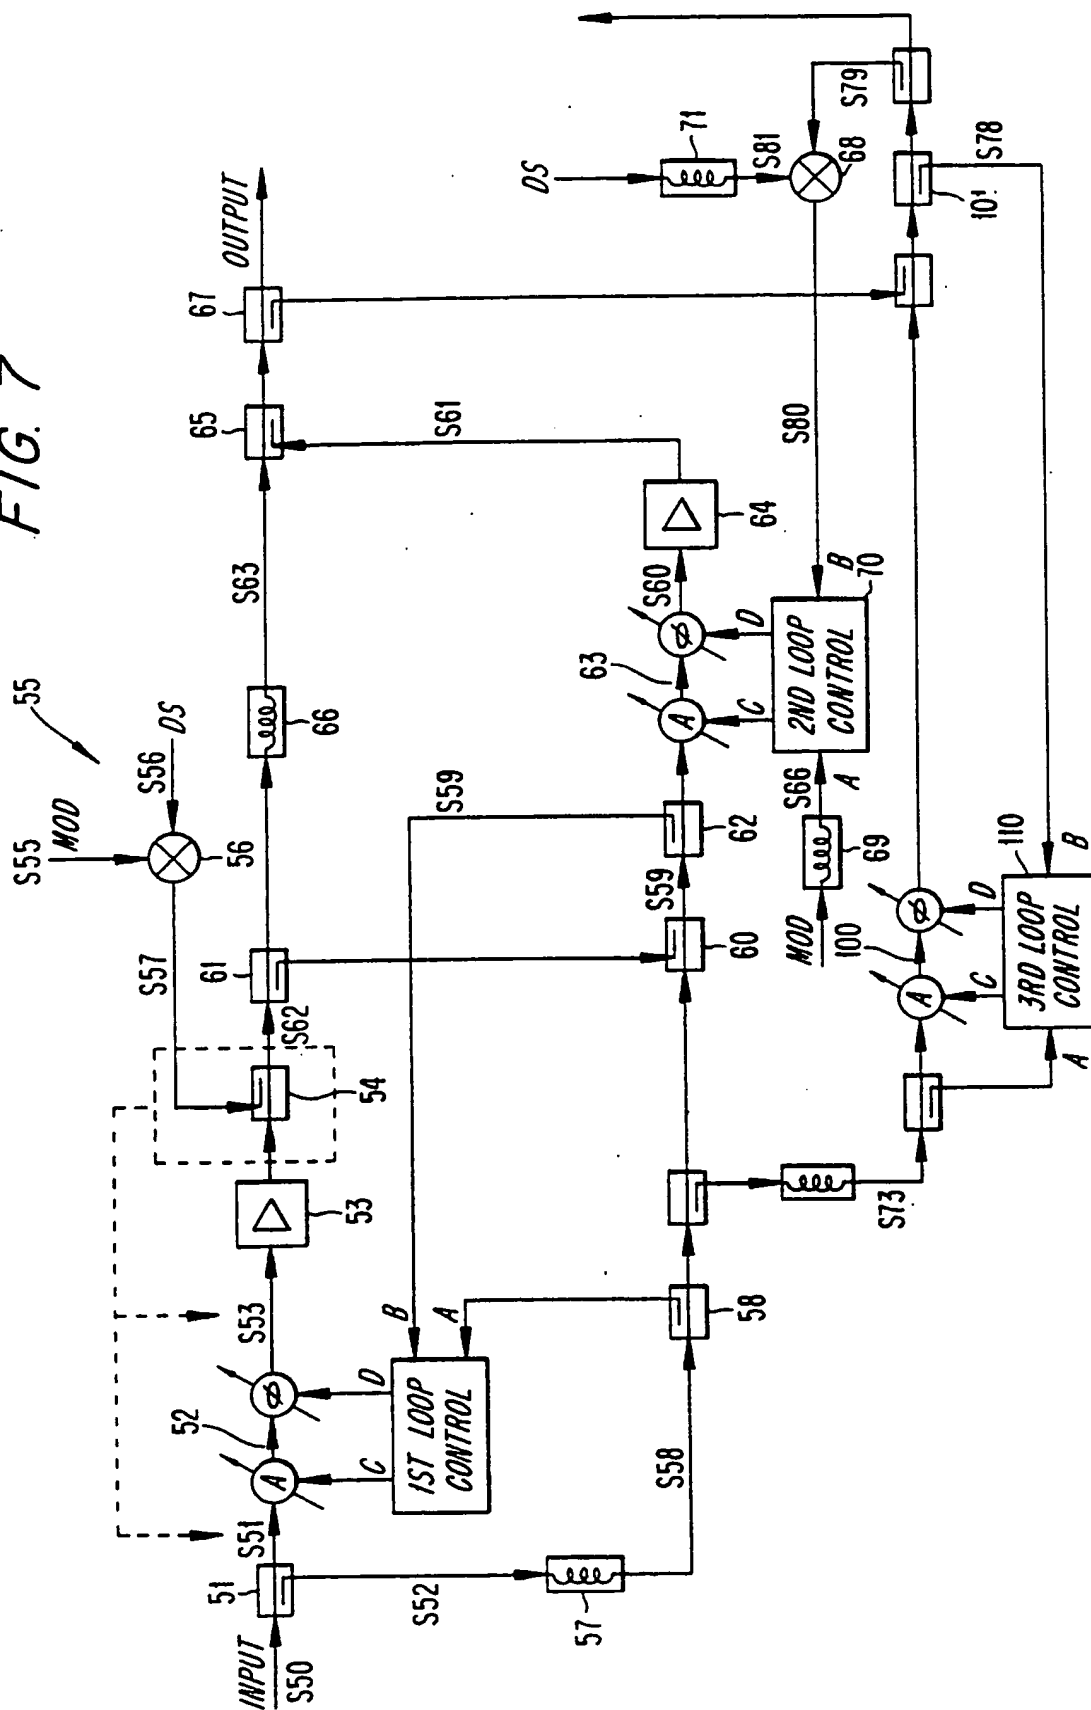 FIG. 7
55
S55
MOD
S56
DS
56
S57
INPUT
S50
51
S51
A
52
Ø
S53
53
54
S62
61
66
S63
65
67
OUTPUT
S52
57
1ST LOOP
CONTROL
C
D
B
A
S58
58
S59
60
S59
62
A
63
Ø
S60
64
S61
DS
71
S81
68
S79
S80
MOD
69
S66
A
2ND LOOP
CONTROL
C
D
B
70
S73
A
100
Ø
3RD LOOP
CONTROL
110
A
C
D
B
101
S78